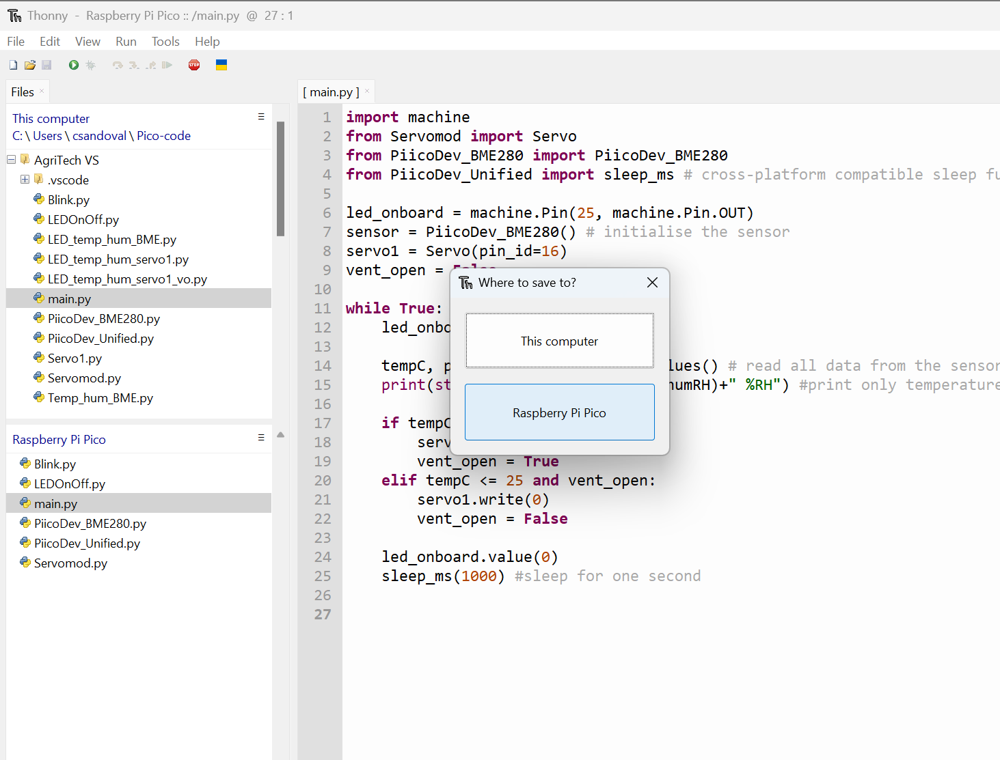 Thonny - Raspberry Pi Pico :: /main.py @ 27 : 1
File Edit View Run Tools Help
STOP
Files ×
This computer
C: \ Users \ csandoval \ Pico-code
AgriTech VS
.vscode
Blink.py
LEDOnOff.py
LED_temp_hum_BME.py
LED_temp_hum_servo1.py
LED_temp_hum_servo1_vo.py
main.py
PiicoDev_BME280.py
PiicoDev_Unified.py
Servo1.py
Servomod.py
Temp_hum_BME.py
Raspberry Pi Pico
Blink.py
LEDOnOff.py
main.py
PiicoDev_BME280.py
PiicoDev_Unified.py
Servomod.py
[ main.py ] ×
1 import machine
2 from Servomod import Servo
3 from PiicoDev_BME280 import PiicoDev_BME280
4 from PiicoDev_Unified import sleep_ms # cross-platform compatible sleep fu
5
6 led_onboard = machine.Pin(25, machine.Pin.OUT)
7 sensor = PiicoDev_BME280() # initialise the sensor
8 servo1 = Servo(pin_id=16)
9 vent_open = False
10
11 while True:
12 led_onbo
13
14 tempC, p lues() # read all data from the sensor
15 print(st humRH)+" %RH") #print only temperature
16
17 if tempC
18 serv
19 vent_open = True
20 elif tempC <= 25 and vent_open:
21 servo1.write(0)
22 vent_open = False
23
24 led_onboard.value(0)
25 sleep_ms(1000) #sleep for one second
26
27
Where to save to?
This computer
Raspberry Pi Pico